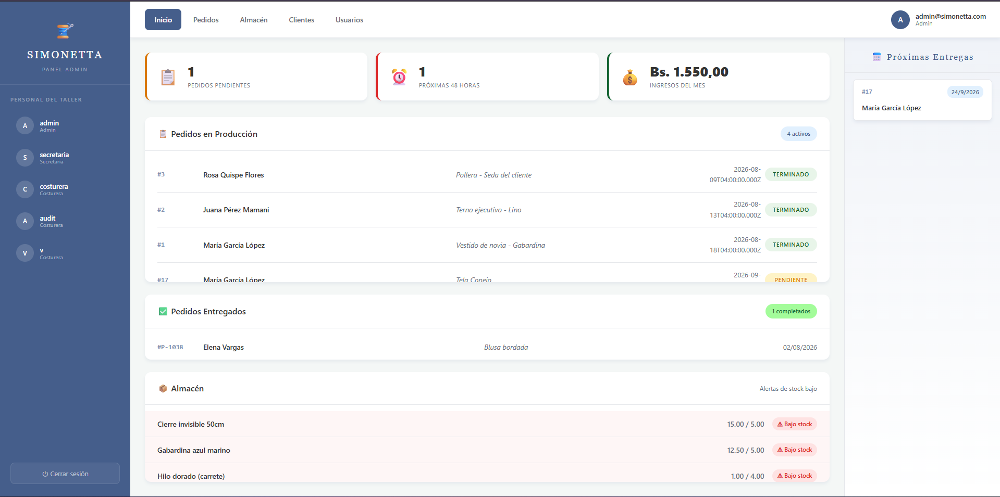 SIMONETTA
PANEL ADMIN
PERSONAL DEL TALLER
A
admin
Admin
S
secretaria
Secretaria
C
costurera
Costurera
A
audit
Costurera
V
v
Costurera
Cerrar sesión
Inicio
Pedidos
Almacén
Clientes
Usuarios
A
admin@simonetta.com
Admin
1
PEDIDOS PENDIENTES
1
PRÓXIMAS 48 HORAS
Bs. 1.550,00
INGRESOS DEL MES
Pedidos en Producción
4 activos
#3
Rosa Quispe Flores
Pollera - Seda del cliente
2026-08-
09T04:00:00.000Z
TERMINADO
#2
Juana Pérez Mamani
Terno ejecutivo - Lino
2026-08-
13T04:00:00.000Z
TERMINADO
#1
María García López
Vestido de novia - Gabardina
2026-08-
18T04:00:00.000Z
TERMINADO
#17
María García López
Tela Conejo
2026-09-
PENDIENTE
Pedidos Entregados
1 completados
#P-1038
Elena Vargas
Blusa bordada
02/08/2026
Almacén
Alertas de stock bajo
Cierre invisible 50cm
15.00 / 5.00
Bajo stock
Gabardina azul marino
12.50 / 5.00
Bajo stock
Hilo dorado (carrete)
1.00 / 4.00
Bajo stock
Próximas Entregas
#17
24/9/2026
María García López